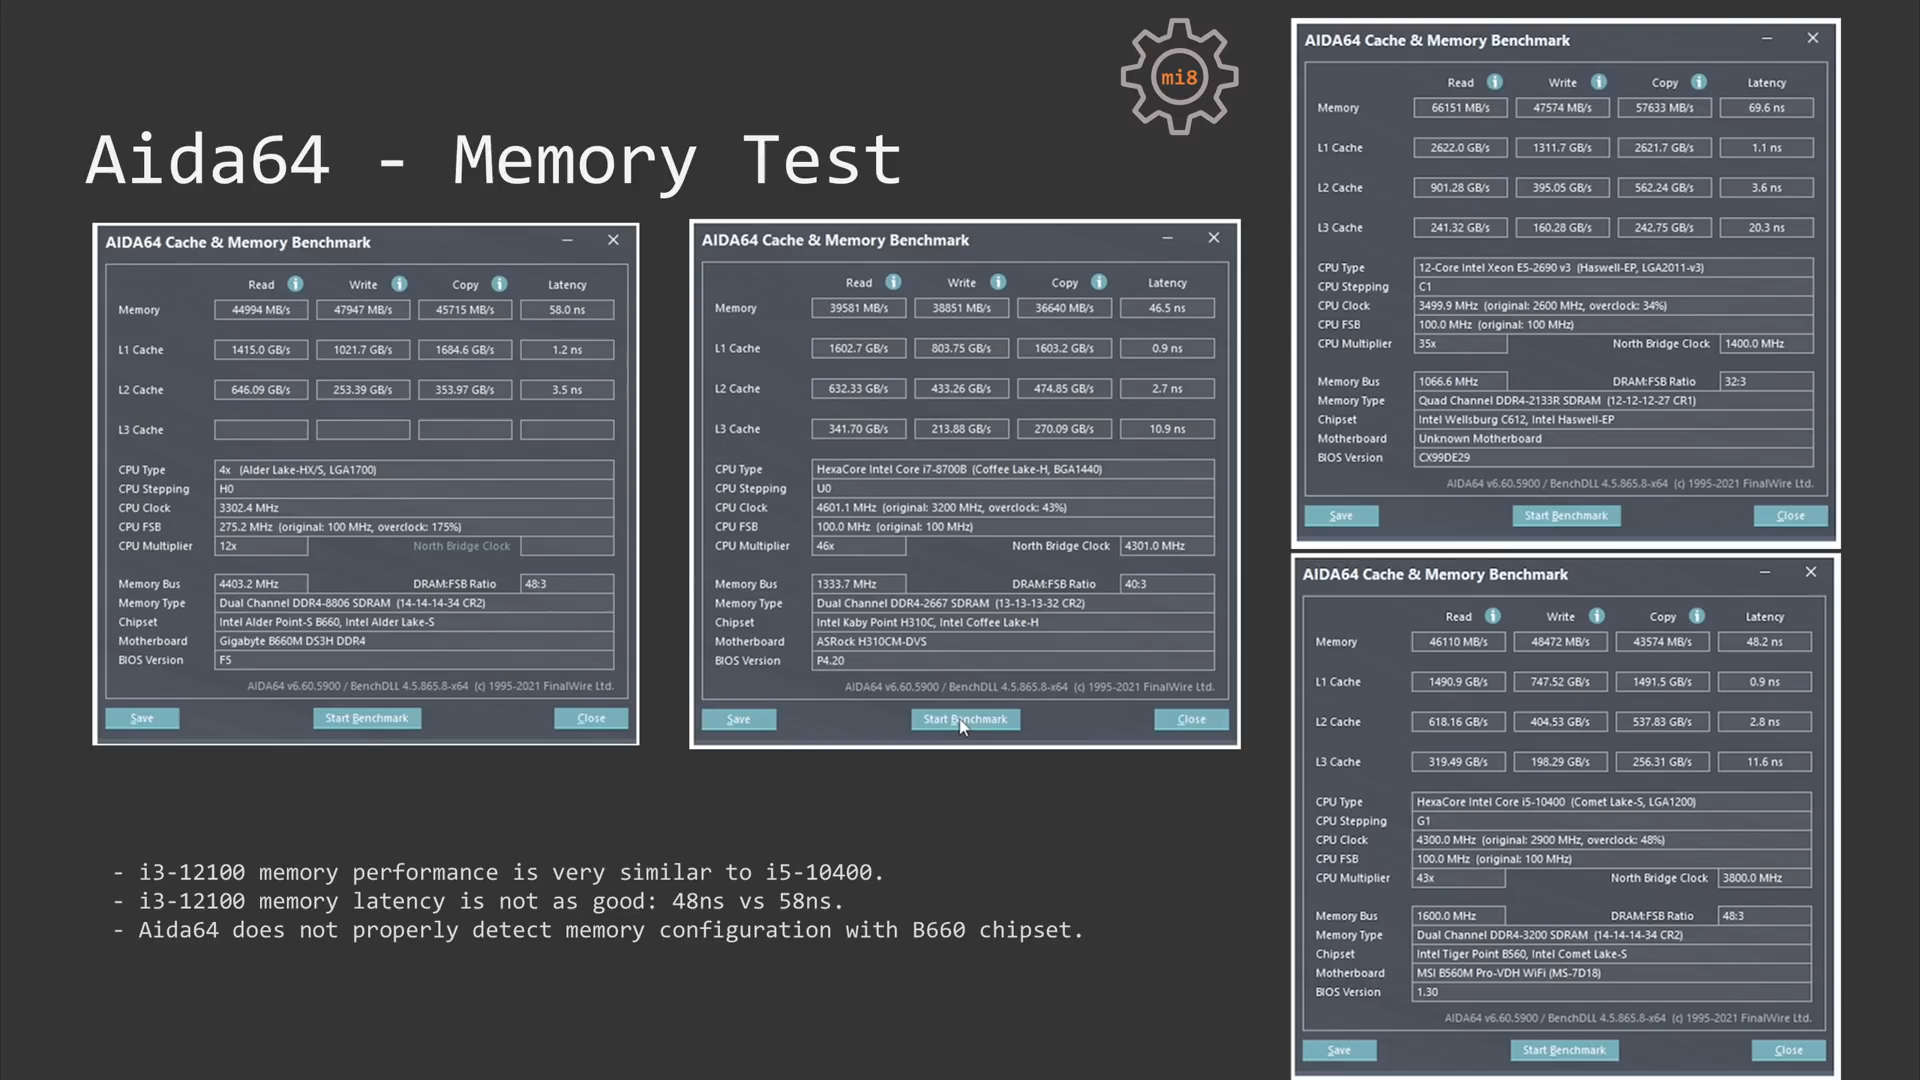 mi8
Aida64 - Memory Test
AIDA64 Cache & Memory Benchmark
Read Write Copy Latency
Memory 44994 MB/s 47947 MB/s 45715 MB/s 58.0 ns
L1 Cache 1415.0 GB/s 1021.7 GB/s 1684.6 GB/s 1.2 ns
L2 Cache 646.09 GB/s 253.39 GB/s 353.97 GB/s 3.5 ns
L3 Cache
CPU Type 4x (Alder Lake-HX/S, LGA1700)
CPU Stepping H0
CPU Clock 3302.4 MHz
CPU FSB 275.2 MHz (original: 100 MHz, overclock: 175%)
CPU Multiplier 12x North Bridge Clock
Memory Bus 4403.2 MHz DRAM:FSB Ratio 48:3
Memory Type Dual Channel DDR4-8806 SDRAM (14-14-14-34 CR2)
Chipset Intel Alder Point-S B660, Intel Alder Lake-S
Motherboard Gigabyte B660M DS3H DDR4
BIOS Version F5
AIDA64 v6.60.5900 / BenchDLL 4.5.865.8-x64 (c) 1995-2021 FinalWire Ltd.
Save Start Benchmark Close
AIDA64 Cache & Memory Benchmark
Read Write Copy Latency
Memory 39581 MB/s 38851 MB/s 36640 MB/s 46.5 ns
L1 Cache 1602.7 GB/s 803.75 GB/s 1603.2 GB/s 0.9 ns
L2 Cache 632.33 GB/s 433.26 GB/s 474.85 GB/s 2.7 ns
L3 Cache 341.70 GB/s 213.88 GB/s 270.09 GB/s 10.9 ns
CPU Type HexaCore Intel Core i7-8700B (Coffee Lake-H, BGA1440)
CPU Stepping U0
CPU Clock 4601.1 MHz (original: 3200 MHz, overclock: 43%)
CPU FSB 100.0 MHz (original: 100 MHz)
CPU Multiplier 46x North Bridge Clock 4301.0 MHz
Memory Bus 1333.7 MHz DRAM:FSB Ratio 40:3
Memory Type Dual Channel DDR4-2667 SDRAM (13-13-13-32 CR2)
Chipset Intel Kaby Point H310C, Intel Coffee Lake-H
Motherboard ASRock H310CM-DVS
BIOS Version P4.20
AIDA64 v6.60.5900 / BenchDLL 4.5.865.8-x64 (c) 1995-2021 FinalWire Ltd.
Save Start Benchmark Close
AIDA64 Cache & Memory Benchmark
Read Write Copy Latency
Memory 66151 MB/s 47574 MB/s 57633 MB/s 69.6 ns
L1 Cache 2622.0 GB/s 1311.7 GB/s 2621.7 GB/s 1.1 ns
L2 Cache 901.28 GB/s 395.05 GB/s 562.24 GB/s 3.6 ns
L3 Cache 241.32 GB/s 160.28 GB/s 242.75 GB/s 20.3 ns
CPU Type 12-Core Intel Xeon E5-2690 v3 (Haswell-EP, LGA2011-v3)
CPU Stepping C1
CPU Clock 3499.9 MHz (original: 2600 MHz, overclock: 34%)
CPU FSB 100.0 MHz (original: 100 MHz)
CPU Multiplier 35x North Bridge Clock 1400.0 MHz
Memory Bus 1066.6 MHz DRAM:FSB Ratio 32:3
Memory Type Quad Channel DDR4-2133R SDRAM (12-12-12-27 CR1)
Chipset Intel Wellsburg C612, Intel Haswell-EP
Motherboard Unknown Motherboard
BIOS Version CX99DE29
AIDA64 v6.60.5900 / BenchDLL 4.5.865.8-x64 (c) 1995-2021 FinalWire Ltd.
Save Start Benchmark Close
AIDA64 Cache & Memory Benchmark
Read Write Copy Latency
Memory 46110 MB/s 48472 MB/s 43574 MB/s 48.2 ns
L1 Cache 1490.9 GB/s 747.52 GB/s 1491.5 GB/s 0.9 ns
L2 Cache 618.16 GB/s 404.53 GB/s 537.83 GB/s 2.8 ns
L3 Cache 319.49 GB/s 198.29 GB/s 256.31 GB/s 11.6 ns
CPU Type HexaCore Intel Core i5-10400 (Comet Lake-S, LGA1200)
CPU Stepping G1
CPU Clock 4300.0 MHz (original: 2900 MHz, overclock: 48%)
CPU FSB 100.0 MHz (original: 100 MHz)
CPU Multiplier 43x North Bridge Clock 3800.0 MHz
Memory Bus 1600.0 MHz DRAM:FSB Ratio 48:3
Memory Type Dual Channel DDR4-3200 SDRAM (14-14-14-34 CR2)
Chipset Intel Tiger Point B560, Intel Comet Lake-S
Motherboard MSI B560M Pro-VDH WiFi (MS-7D18)
BIOS Version 1.30
AIDA64 v6.60.5900 / BenchDLL 4.5.865.8-x64 (c) 1995-2021 FinalWire Ltd.
Save Start Benchmark Close
- i3-12100 memory performance is very similar to i5-10400.
- i3-12100 memory latency is not as good: 48ns vs 58ns.
- Aida64 does not properly detect memory configuration with B660 chipset.